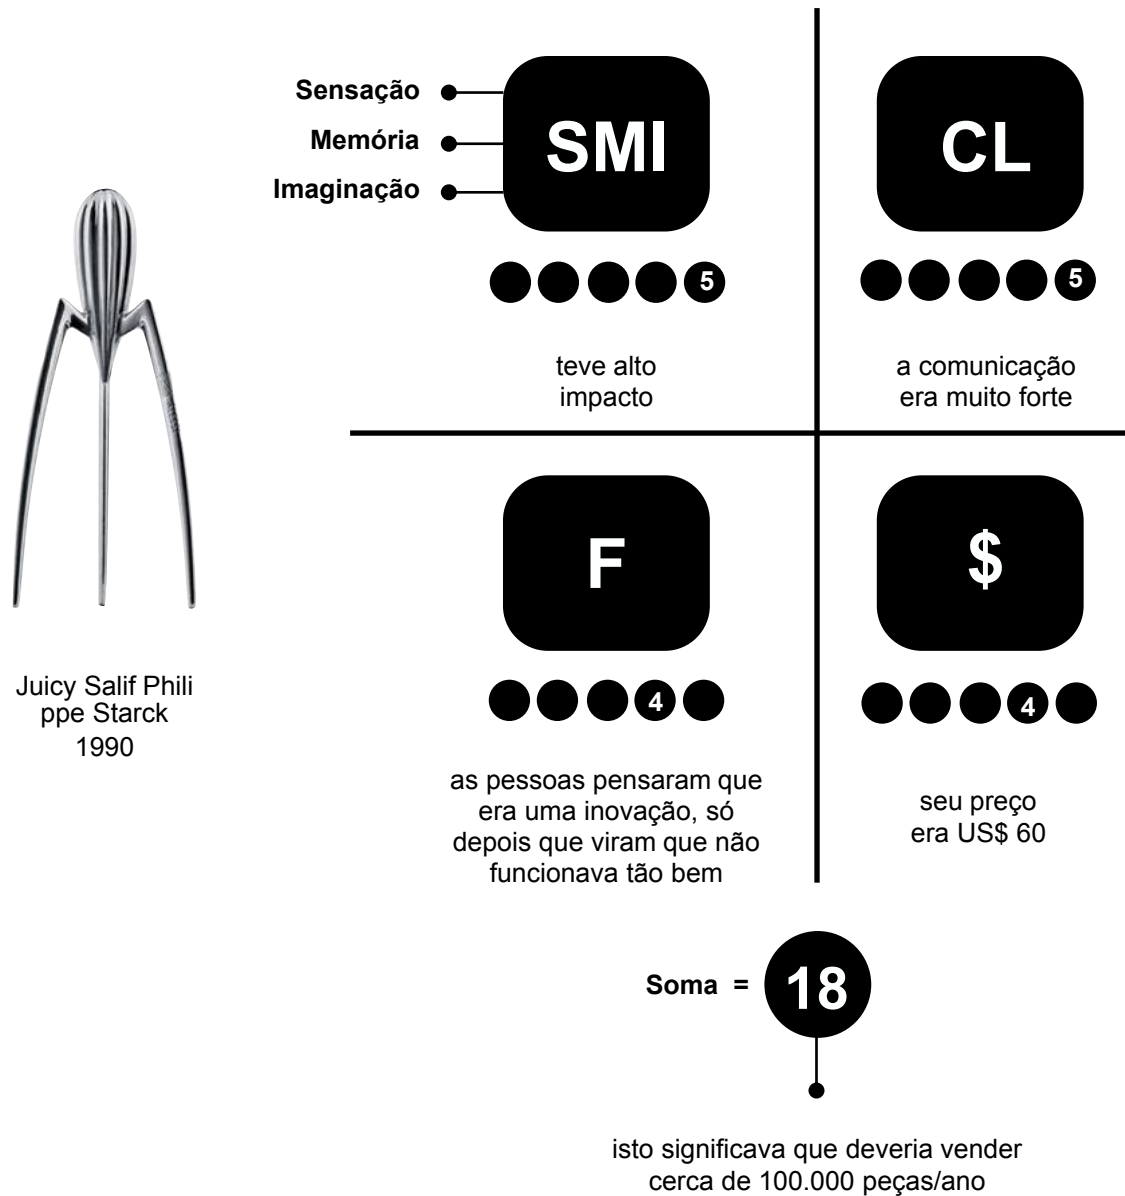 Sensação
Memória
Imaginação
SMI
5
teve alto
impacto
CL
5
a comunicação
era muito forte
Juicy Salif Phili
ppe Starck
1990
F
4
as pessoas pensaram que
era uma inovação, só
depois que viram que não
funcionava tão bem
$
4
seu preço
era US$ 60
Soma = 18
isto significava que deveria vender
cerca de 100.000 peças/ano